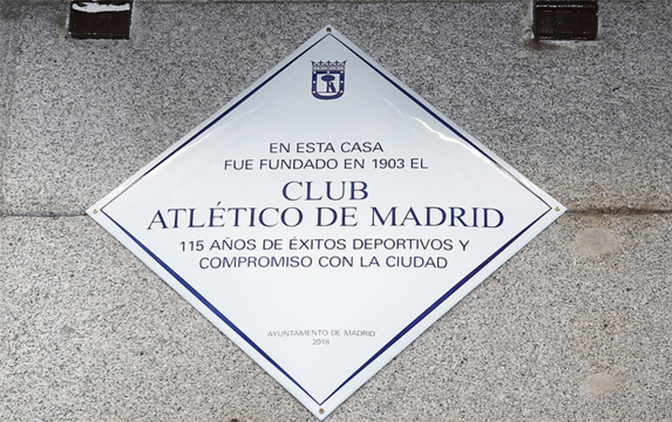 EN ESTA CASA
FUE FUNDADO EN 1903 EL
CLUB
ATLÉTICO DE MADRID
115 AÑOS DE ÉXITOS DEPORTIVOS Y
COMPROMISO CON LA CIUDAD
AYUNTAMIENTO DE MADRID
2018